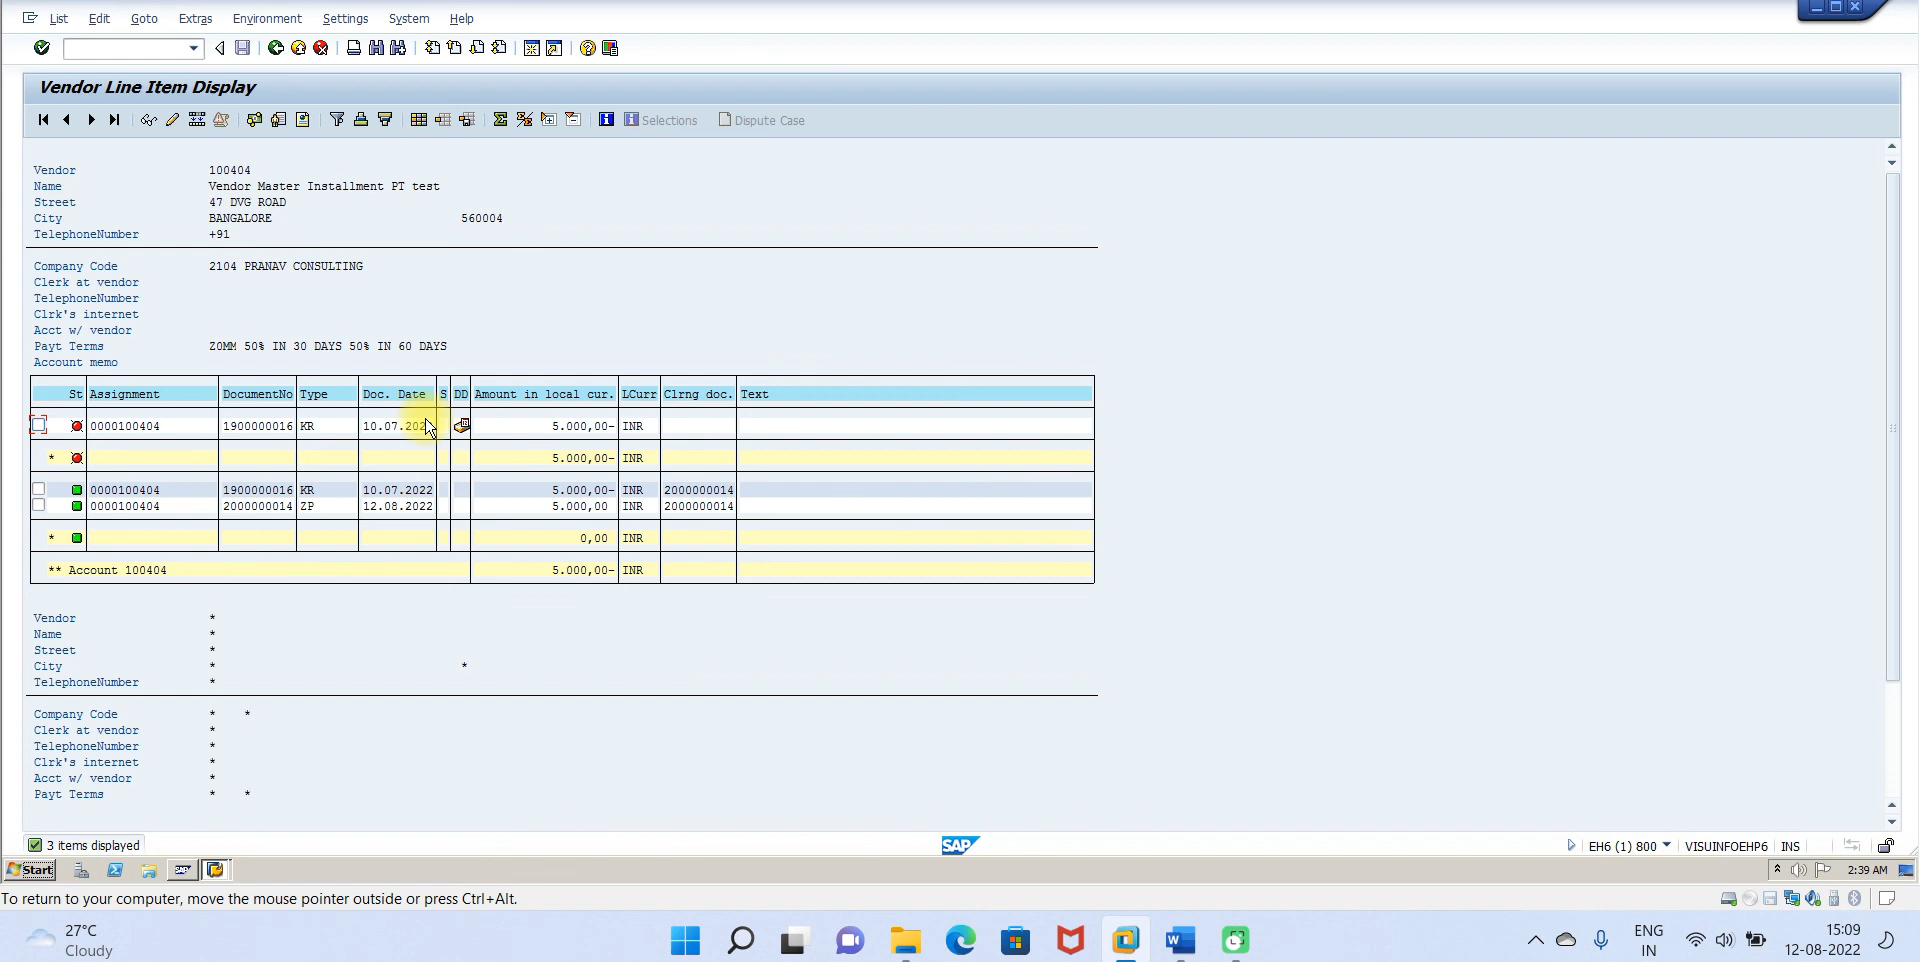 List Edit Goto Extras Environment Settings System Help
Vendor Line Item Display
Selections Dispute Case
Vendor 100404
Name Vendor Master Installment PT test
Street 47 DVG ROAD
City BANGALORE 560004
TelephoneNumber +91
Company Code 2104 PRANAV CONSULTING
Clerk at vendor
TelephoneNumber
Clrk's internet
Acct w/ vendor
Payt Terms Z0MM 50% IN 30 DAYS 50% IN 60 DAYS
Account memo
St Assignment DocumentNo Type Doc. Date S DD Amount in local cur. LCurr Clrng doc. Text
0000100404 1900000016 KR 10.07.202 5.000,00- INR
* 5.000,00- INR
0000100404 1900000016 KR 10.07.2022 5.000,00- INR 2000000014
0000100404 2000000014 ZP 12.08.2022 5.000,00 INR 2000000014
* 0,00 INR
** Account 100404 5.000,00- INR
Vendor *
Name *
Street *
City * *
TelephoneNumber *
Company Code * *
Clerk at vendor *
TelephoneNumber *
Clrk's internet *
Acct w/ vendor *
Payt Terms * *
3 items displayed SAP EH6 (1) 800 VISUINFOEHP6 INS
Start 2:39 AM
To return to your computer, move the mouse pointer outside or press Ctrl+Alt.
27°C
Cloudy
ENG
IN
15:09
12-08-2022